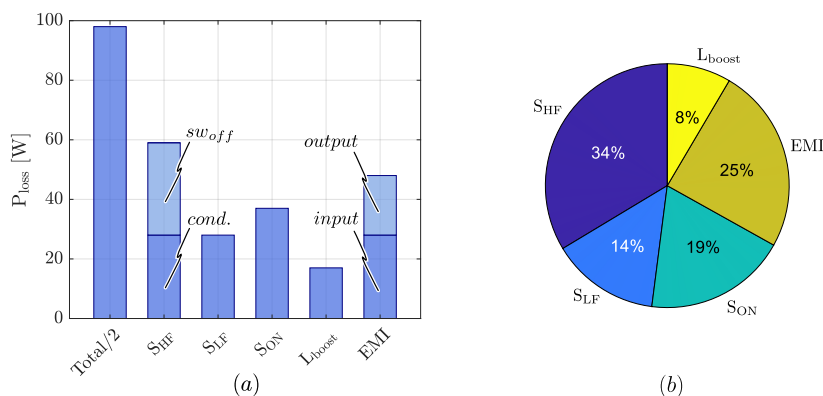 100
80
60
40
20
0
P_loss [W]
sw_off
output
cond.
input
Total/2
S_HF
S_LF
S_ON
L_boost
EMI
(a)
L_boost
S_HF
EMI
8%
34%
25%
14%
19%
S_LF
S_ON
(b)